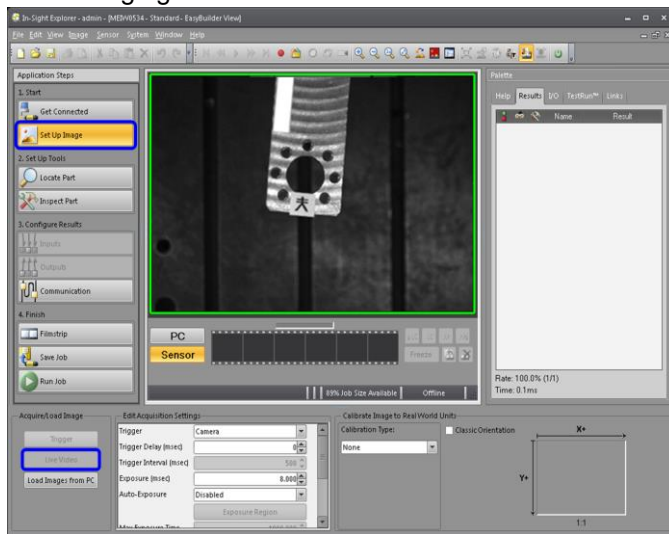 In-Sight Explorer - admin - [MEDIV0534 - Standard - EasyBuilder View]
File Edit View Image Sensor System Window Help
Application Steps
1. Start
Get Connected
Set Up Image
2. Set Up Tools
Locate Part
Inspect Part
3. Configure Results
Inputs
Outputs
Communication
4. Finish
Filmstrip
Save Job
Run Job
夫
PC
Sensor
Freeze
89% Job Size Available Offline
Palette
Help Results I/O TestRun™ Links
Name Result
Rate: 100.0% (1/1)
Time: 0.1ms
Acquire/Load Image
Trigger
Live Video
Load Images from PC
Edit Acquisition Settings
Trigger Camera
Trigger Delay (msec) 0
Trigger Interval (msec) 500
Exposure (msec) 8.000
Auto-Exposure Disabled
Exposure Region
Calibrate Image to Real World Units
Calibration Type:
None
Classic Orientation
X+
Y+
1:1